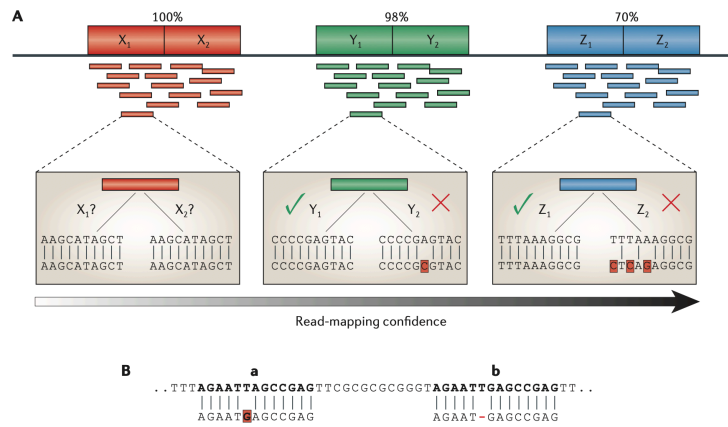 A
100% 98% 70%
X₁ X₂ Y₁ Y₂ Z₁ Z₂
X₁? X₂? Y₁ Y₂ Z₁ Z₂
AAGCATAGCT AAGCATAGCT CCCCGAGTAC CCCCGAGTAC TTTAAAGGCG TTTAAAGGCG
AAGCATAGCT AAGCATAGCT CCCCGAGTAC CCCCGCGTAC TTTAAAGGCG CTCAGAGGCG
Read-mapping confidence
B a b
..TTTAGAATTAGCCGAGTTCGCGCGCGGGTAGAATTGAGCCGAGTT..
AGAATGAGCCGAG AGAAT-GAGCCGAG